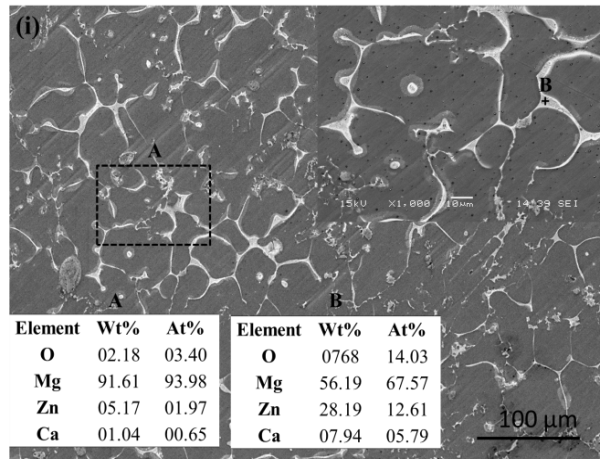 (i)
A
B
+
15kV X1,000 10µm 14 39 SEI
A
Element Wt% At%
O 02.18 03.40
Mg 91.61 93.98
Zn 05.17 01.97
Ca 01.04 00.65
B
Element Wt% At%
O 0768 14.03
Mg 56.19 67.57
Zn 28.19 12.61
Ca 07.94 05.79
100 µm